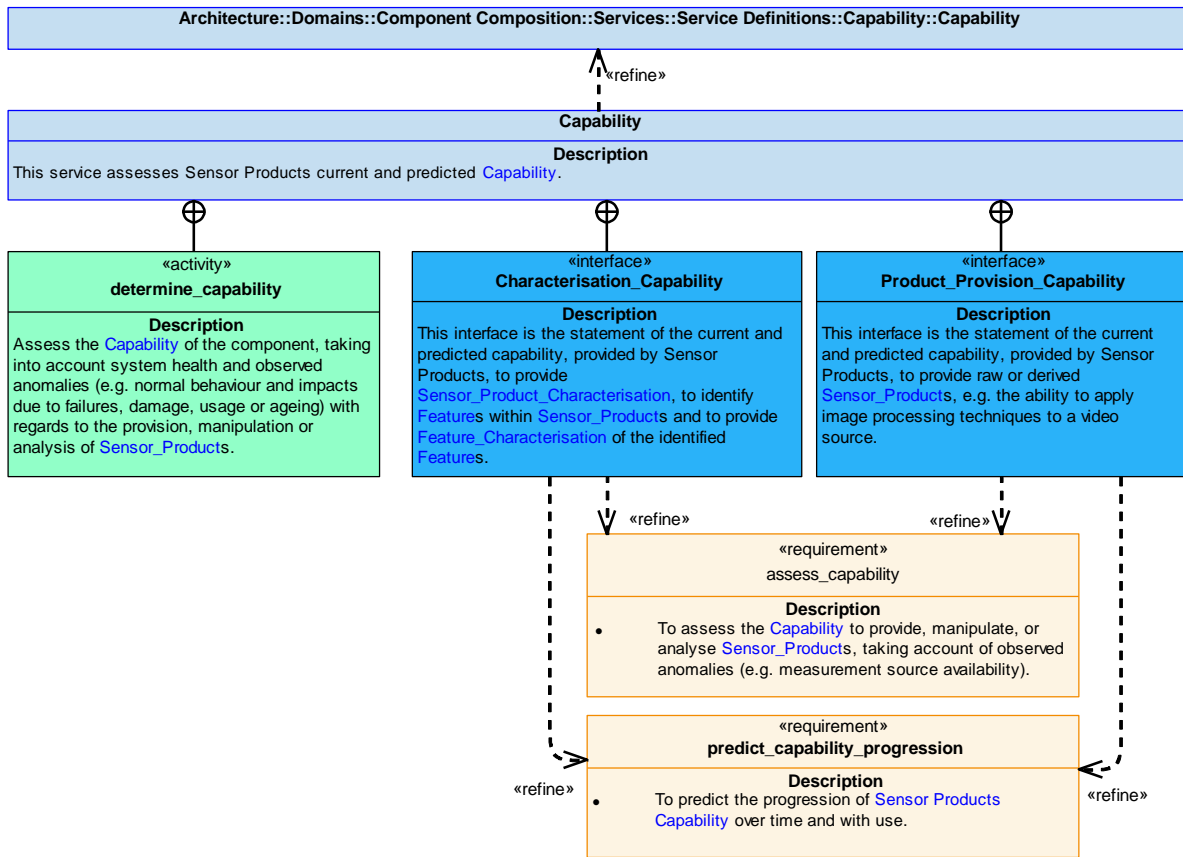 Architecture::Domains::Component Composition::Services::Service Definitions::Capability::Capability
«refine»
Capability
Description
This service assesses Sensor Products current and predicted Capability.
«activity»
determine_capability
Description
Assess the Capability of the component, taking
into account system health and observed
anomalies (e.g. normal behaviour and impacts
due to failures, damage, usage or ageing) with
regards to the provision, manipulation or
analysis of Sensor_Products.
«interface»
Characterisation_Capability
Description
This interface is the statement of the current and
predicted capability, provided by Sensor
Products, to provide
Sensor_Product_Characterisation, to identify
Features within Sensor_Products and to provide
Feature_Characterisation of the identified
Features.
«interface»
Product_Provision_Capability
Description
This interface is the statement of the current
and predicted capability, provided by Sensor
Products, to provide raw or derived
Sensor_Products, e.g. the ability to apply
image processing techniques to a video
source.
«refine»
«refine»
«requirement»
assess_capability
Description
• To assess the Capability to provide, manipulate, or
analyse Sensor_Products, taking account of observed
anomalies (e.g. measurement source availability).
«requirement»
predict_capability_progression
Description
• To predict the progression of Sensor Products
Capability over time and with use.
«refine»
«refine»